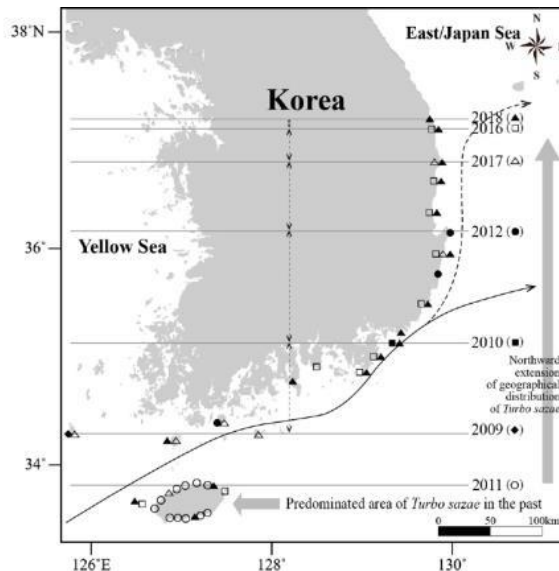 38˚N
East/Japan Sea
N
W E
S
Korea
2018 (▲)
2016 (□)
2017 (△)
Yellow Sea
2012 (●)
36˚
2010 (■)
Northward
extension
of geographical
distribution
of Turbo sazae
2009 (◆)
34˚
2011 (○)
Predominated area of Turbo sazae in the past
0 50 100km
126˚E 128˚ 130˚